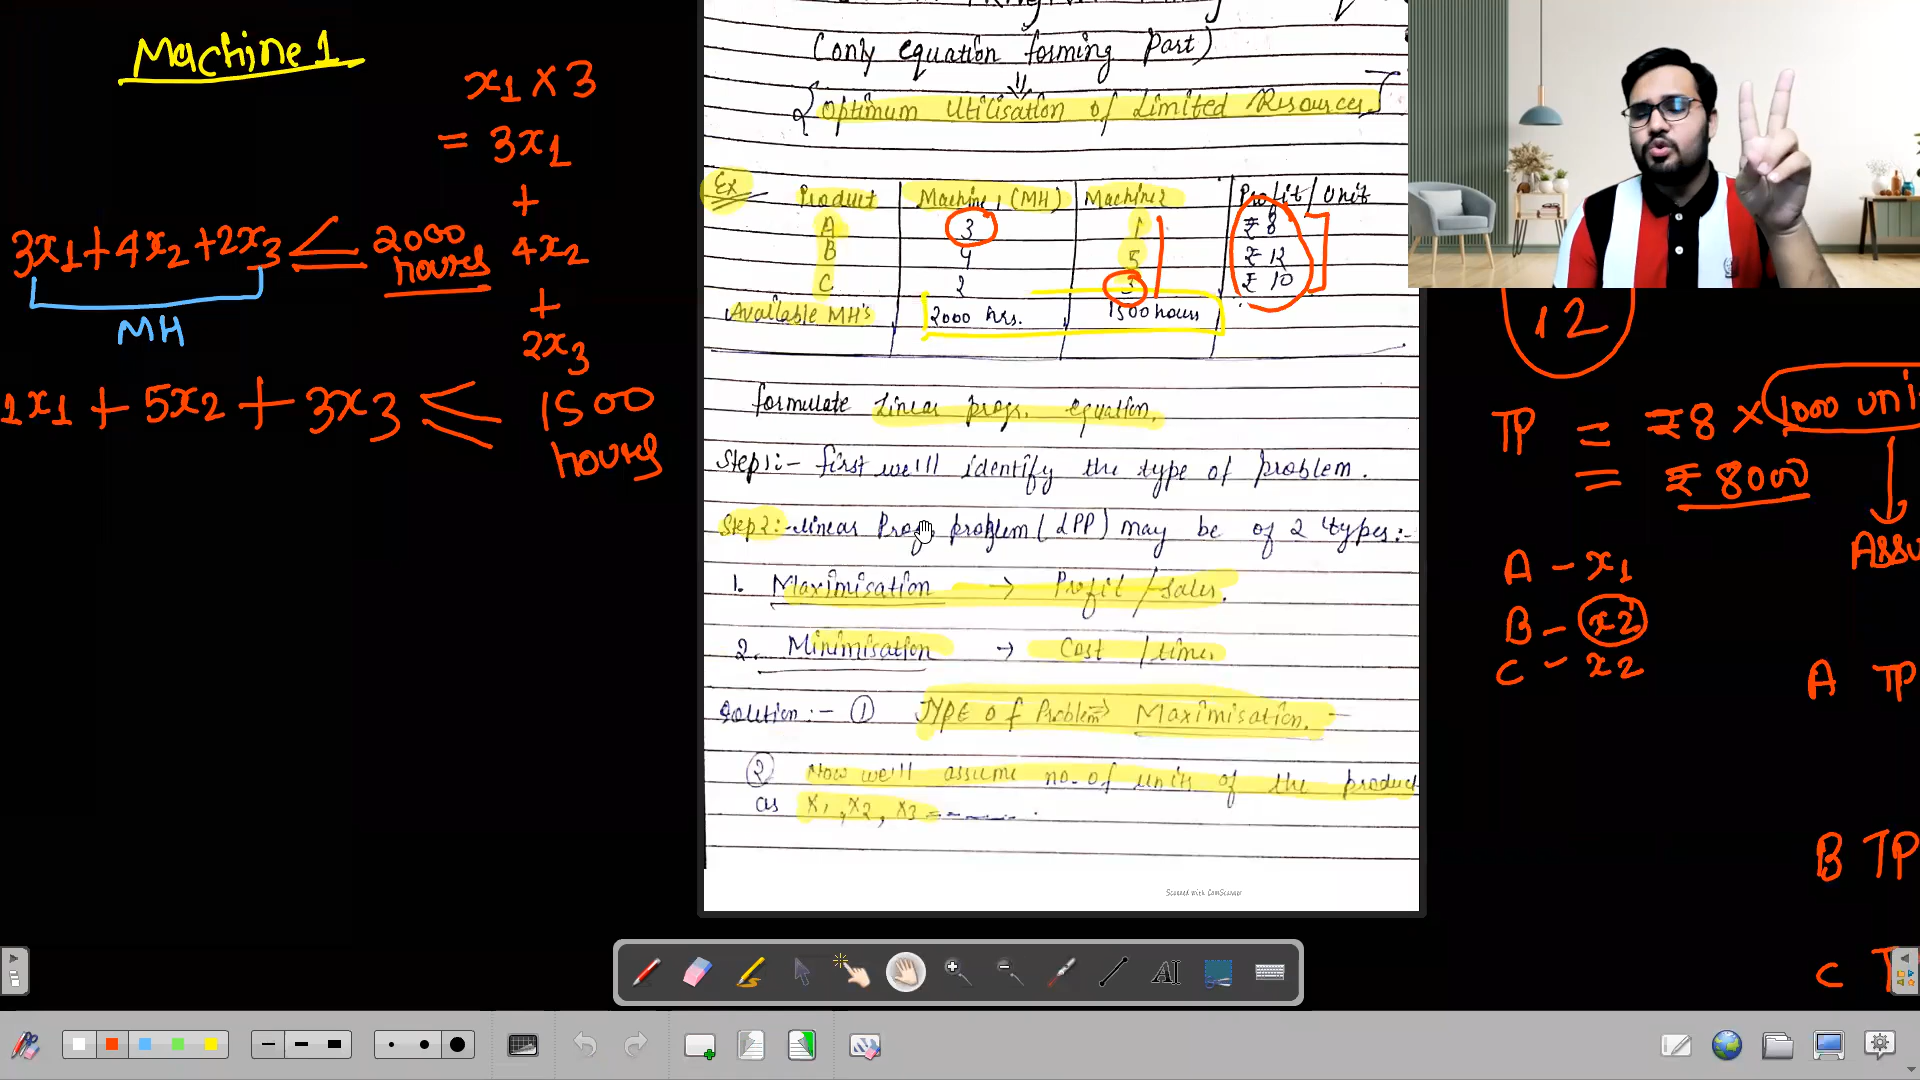 Machine 1
x1 × 3
= 3x1
+
4x2
+
2x3
3x1+4x2+2x3 ≤ 2000 hours
MH
1x1 + 5x2 + 3x3 ≤ 1500 hours
(only equation forming Part)
{Optimum Utilisation of Limited Resources.}
Ex Product Machine1 (MH) Machine2 Profit/Unit
A 3 1 ₹ 8
B 4 5 ₹ 12
C 2 3 ₹ 10
Available MH's 2000 hrs. 1500 hours
formulate Linear progr. equation.
Step1:- first we'll identify the type of problem.
Step2:- Linear Prog. problem (LPP) may be of 2 types:-
1. Maximisation → Profit / Sales.
2. Minimisation → Cost / time.
Solution:- ① TYPE of Problem ⇒ Maximisation.
② Now we'll assume no. of units of the product
as x1, x2, x3
Scanned with CamScanner
12
TP = ₹8 × 1000 uni
= ₹ 8000
Assu
A - x1
B - x2
C - x2
A TP
B TP
C T
AI